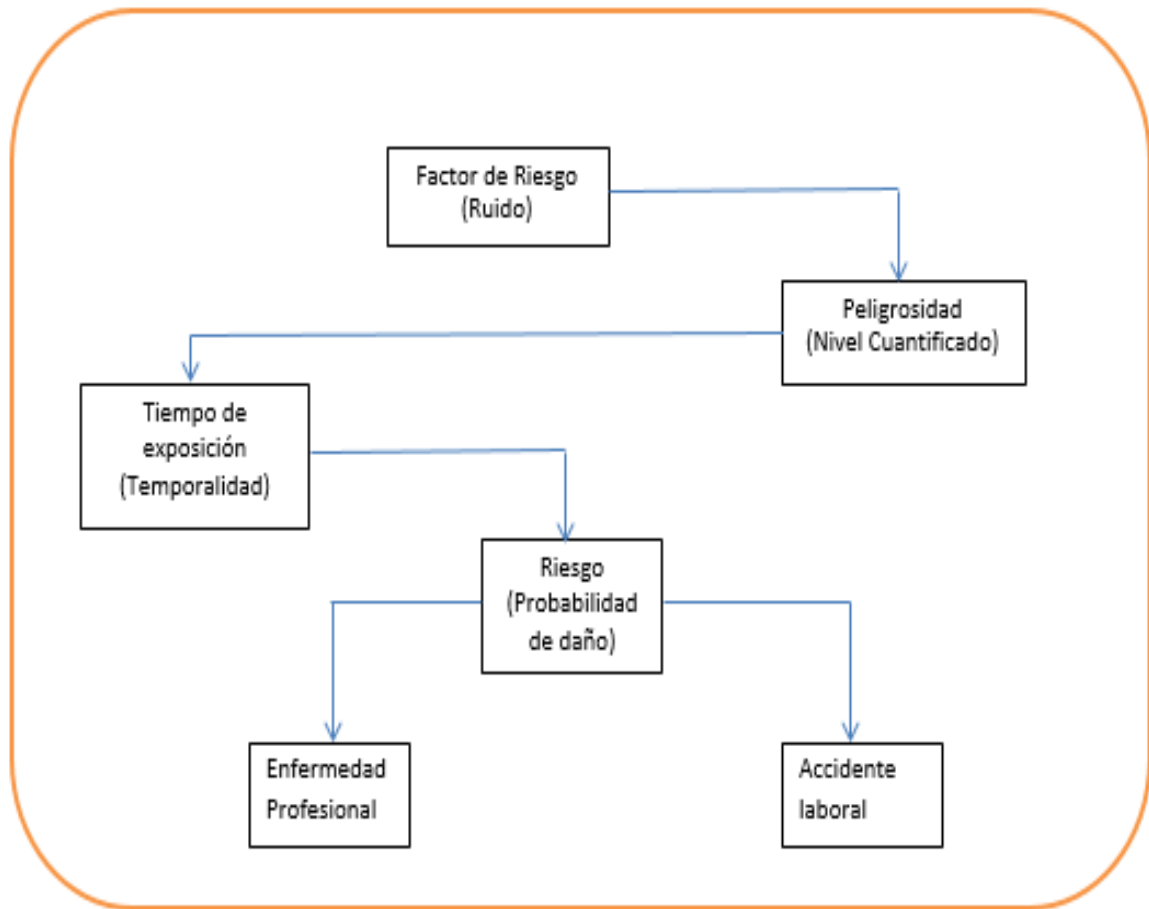 Factor de Riesgo
(Ruido)
Peligrosidad
(Nivel Cuantificado)
Tiempo de
exposición
(Temporalidad)
Riesgo
(Probabilidad
de daño)
Enfermedad
Profesional
Accidente
laboral